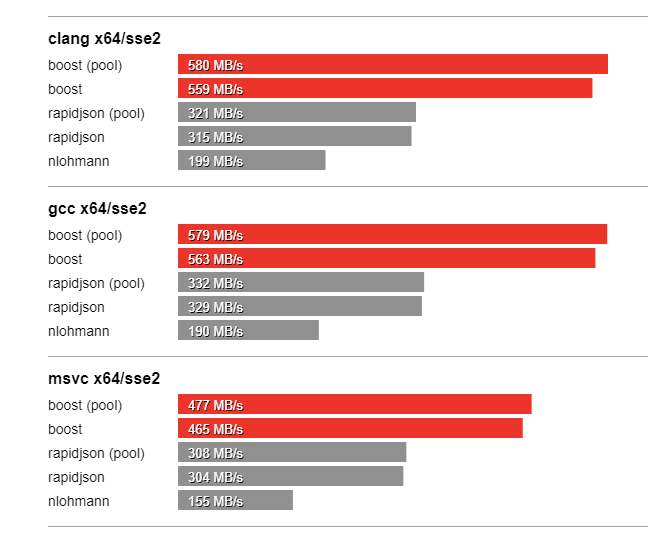 clang x64/sse2
boost (pool) 580 MB/s
boost 559 MB/s
rapidjson (pool) 321 MB/s
rapidjson 315 MB/s
nlohmann 199 MB/s
gcc x64/sse2
boost (pool) 579 MB/s
boost 563 MB/s
rapidjson (pool) 332 MB/s
rapidjson 329 MB/s
nlohmann 190 MB/s
msvc x64/sse2
boost (pool) 477 MB/s
boost 465 MB/s
rapidjson (pool) 308 MB/s
rapidjson 304 MB/s
nlohmann 155 MB/s